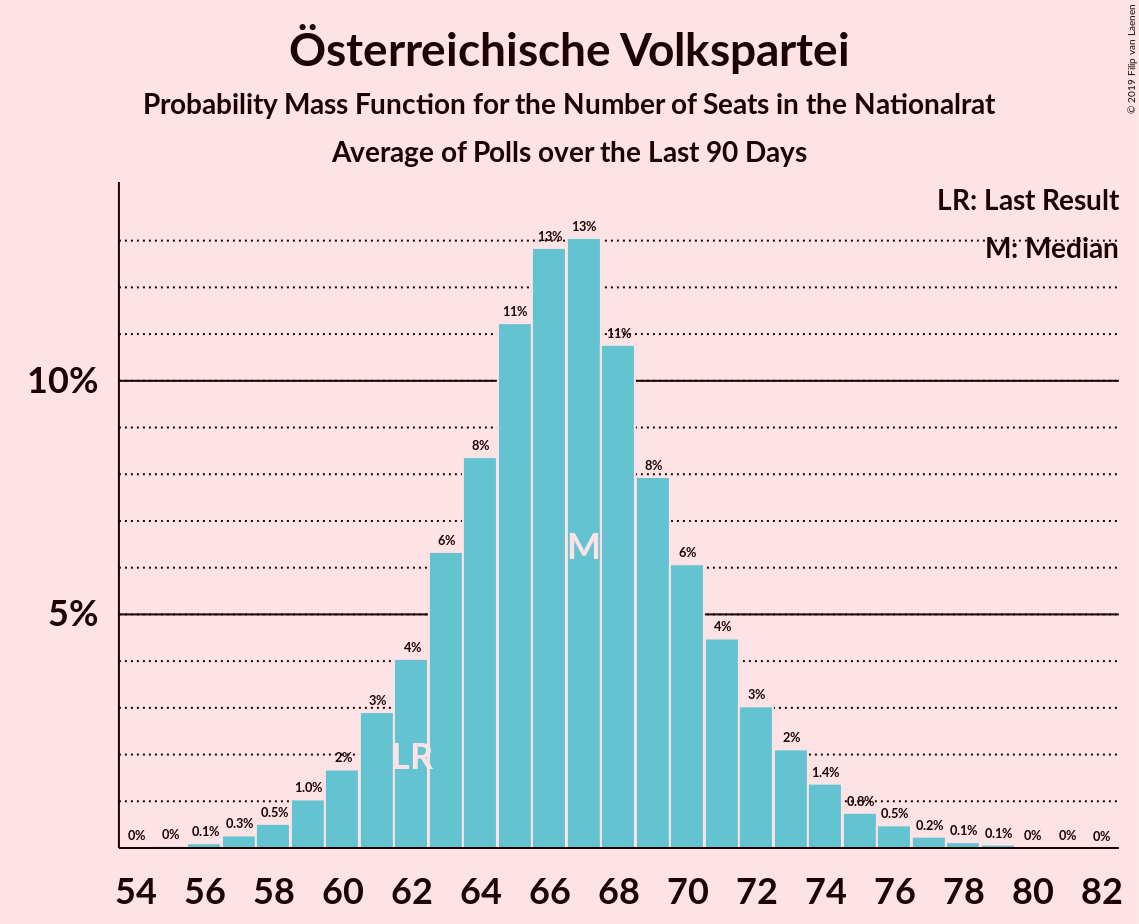 Österreichische Volkspartei
Probability Mass Function for the Number of Seats in the Nationalrat
Average of Polls over the Last 90 Days
© 2019 Filip van Laenen
LR: Last Result
M: Median
13%
13%
11%
11%
10%
8%
8%
6%
6%
M
5%
4%
4%
3%
3%
LR
2%
2%
1.4%
1.0%
0.8%
0.5%
0.5%
0.3%
0.2%
0% 0% 0.1% 0.1% 0.1% 0% 0% 0%
54 56 58 60 62 64 66 68 70 72 74 76 78 80 82